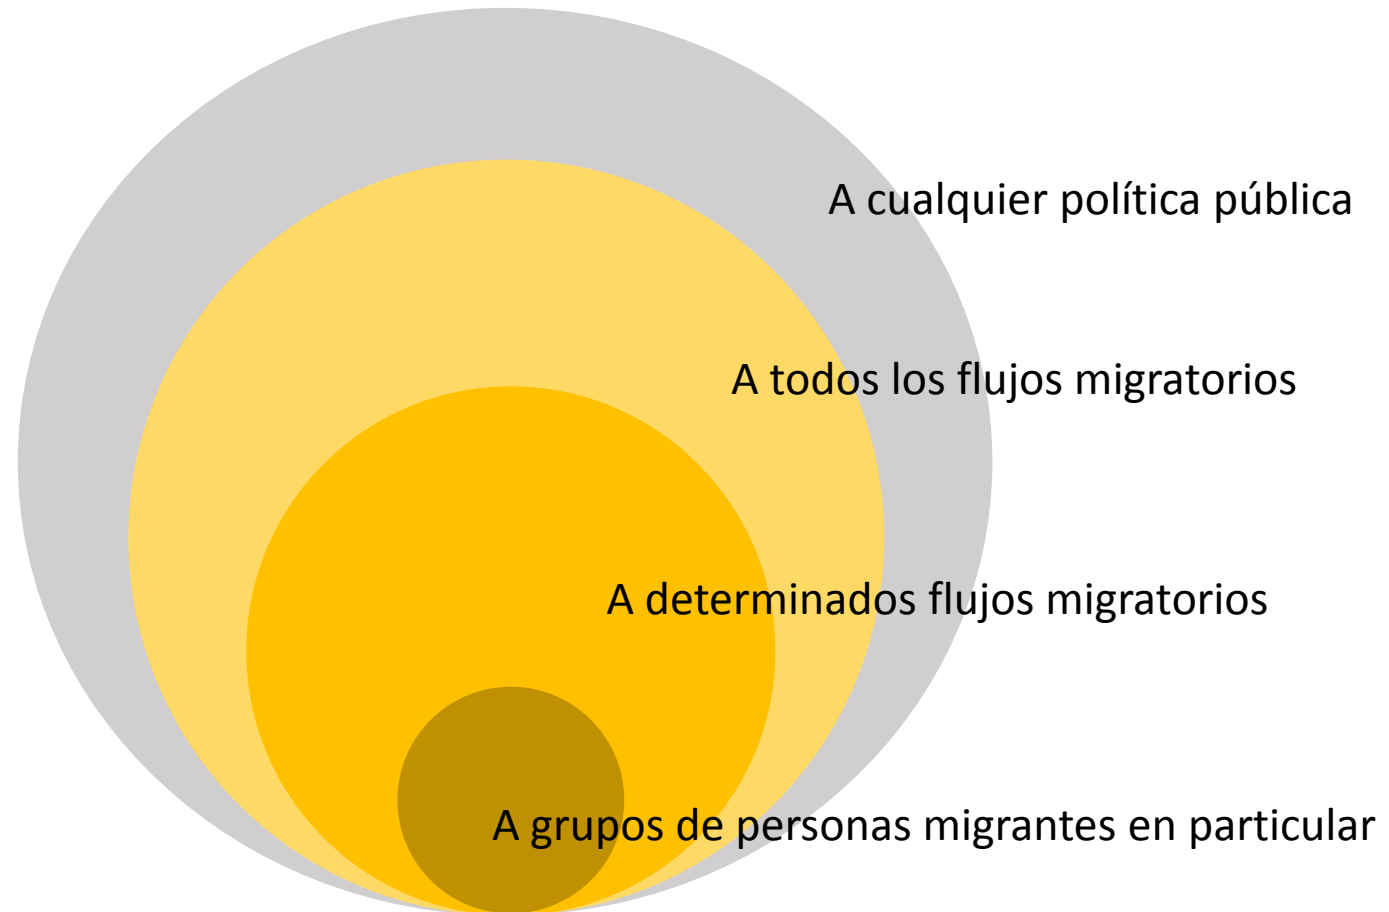 A cualquier política pública
A todos los flujos migratorios
A determinados flujos migratorios
A grupos de personas migrantes en particular